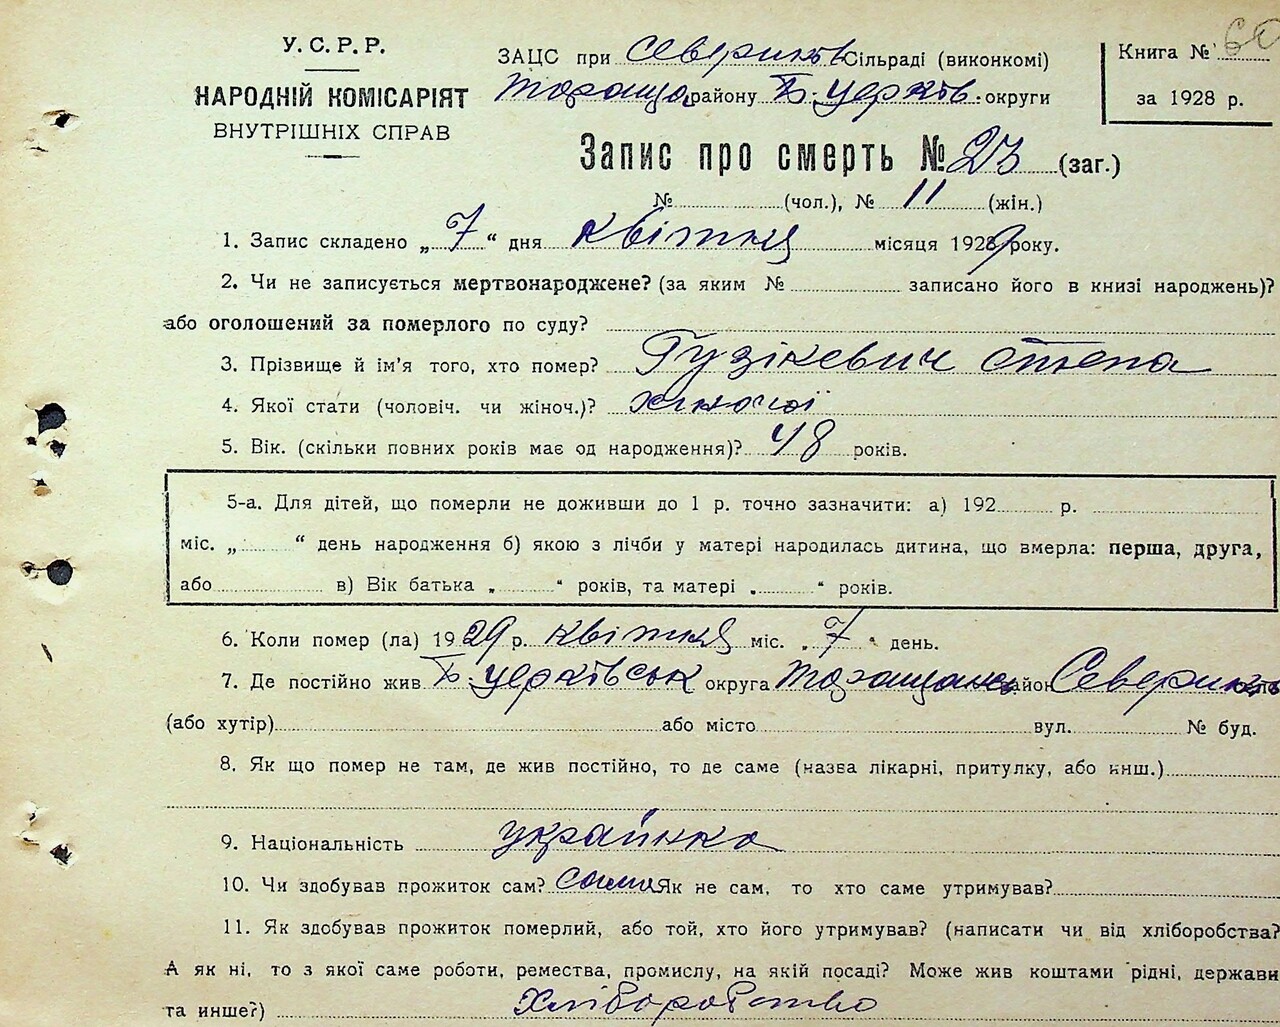 У. С. Р. Р.
НАРОДНІЙ КОМІСАРІЯТ
ВНУТРІШНІХ СПРАВ
ЗАЦС при Севериків Сільраді (виконкомі)
Тараща району Б. Церків. округи
Книга № 60
за 1928 р.
Запис про смерть № 23 (заг.)
№ (чол.), № 11 (жін.)
1. Запис складено „7“ дня квітня місяця 1929 року.
2. Чи не записується мертвонароджене? (за яким № записано його в книзі народжень)?
або оголошений за померлого по суду?
3. Прізвище й ім'я того, хто помер? Гузікевич Степа
4. Якої стати (чоловіч. чи жіноч.)? жіночої
5. Вік. (скільки повних років має од народження)? 48 років.
5-а. Для дітей, що померли не доживши до 1 р. точно зазначити: а) 192 р.
міс. „ “ день народження б) якою з лічби у матері народилась дитина, що вмерла: перша, друга,
або в) Вік батька „ “ років, та матері „ “ років.
6. Коли помер (ла) 1929 р. квітня міс. „7“ день.
7. Де постійно жив Б. Церківськ округа Таращанськ район Севериків
(або хутір) або місто вул. № буд.
8. Як що помер не там, де жив постійно, то де саме (назва лікарні, притулку, або инш.)
9. Національність українка
10. Чи здобував прожиток сам? Сама Як не сам, то хто саме утримував?
11. Як здобував прожиток померлий, або той, хто його утримував? (написати чи від хліборобства?
А як ні, то з якої саме роботи, ремества, промислу, на якій посаді? Може жив коштами рідні, держави
та инше?) Хліборобство